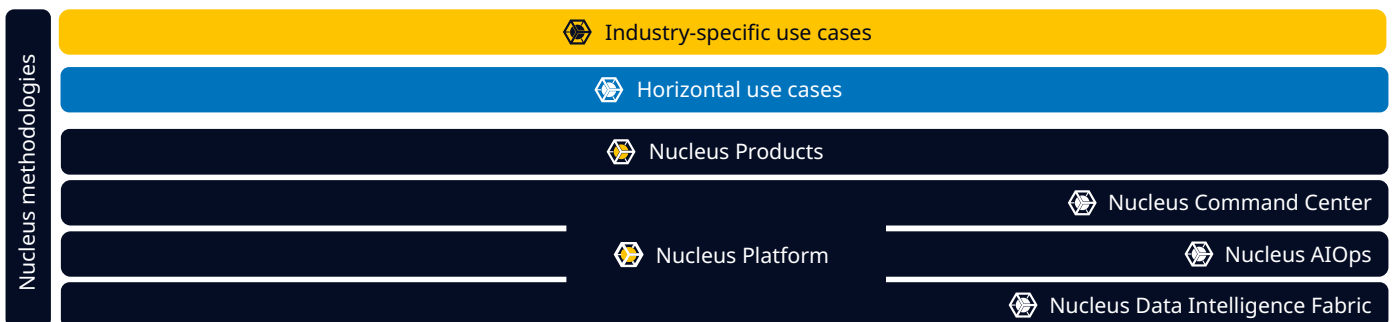 Nucleus methodologies
Industry-specific use cases
Horizontal use cases
Nucleus Products
Nucleus Command Center
Nucleus Platform
Nucleus AIOps
Nucleus Data Intelligence Fabric